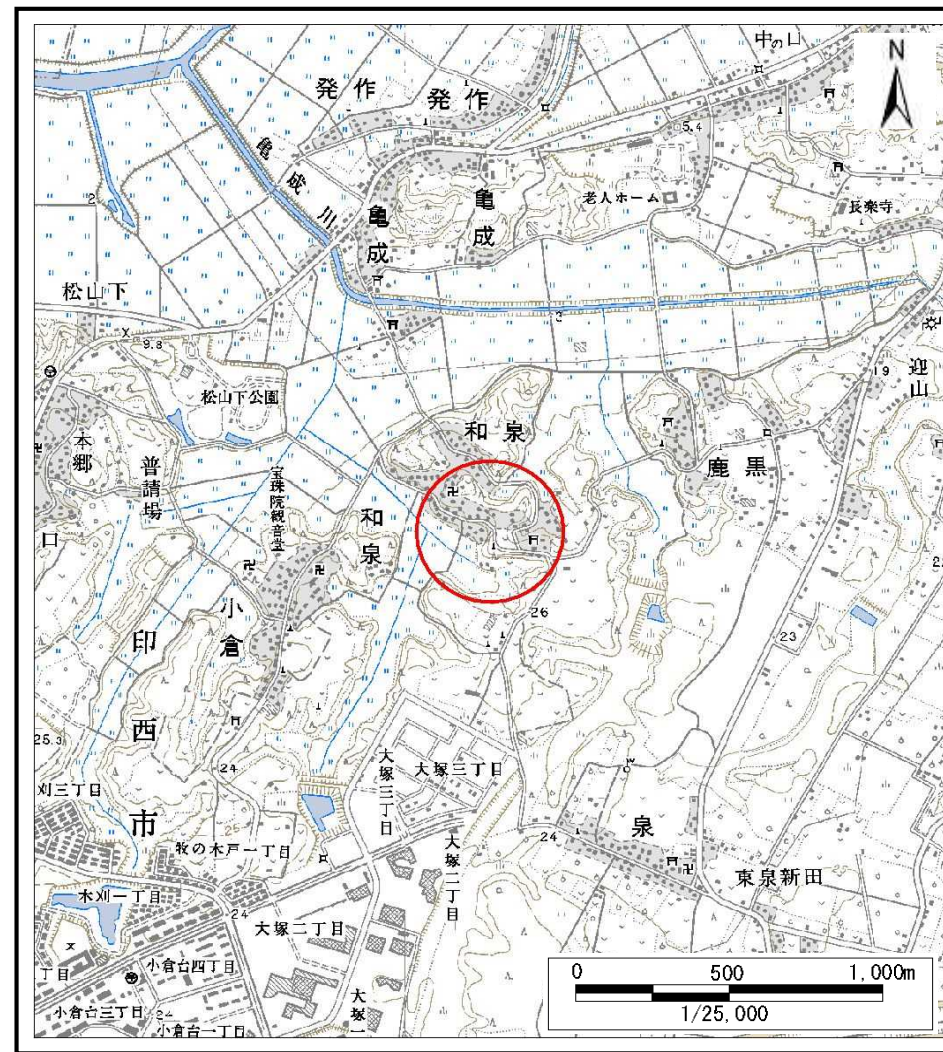 中の口
N
発作
発作
亀成川
5.4
老人ホーム
亀成
亀成
長楽寺
2
松山下
2
9.8
迎山
19
松山下公園
和泉
本郷
普請場
鹿黒
宝珠院観音堂
和泉
口
26
小倉
23
印西市
25.3
24
大塚三丁目
大塚三丁目
刈三丁目
25
泉
24
牧の木戸一丁目
大塚二丁目
東泉新田
木刈一丁目
24
大塚二丁目
丁目
小倉台四丁目
0 500 1,000m
1/25,000
小倉台三丁目
24
小倉台一丁目
大塚一